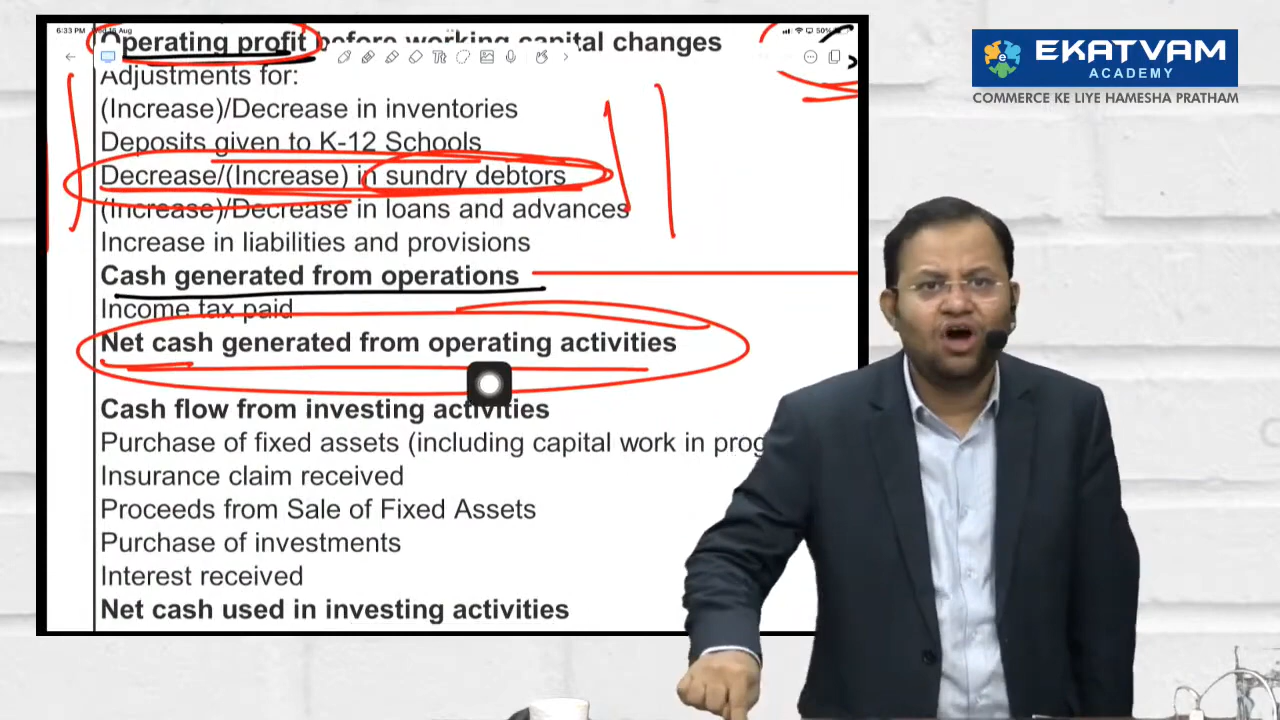 6:33 PM
50%
Operating profit before working capital changes
Adjustments for:
(Increase)/Decrease in inventories
Deposits given to K-12 Schools
Decrease/(Increase) in sundry debtors
(Increase)/Decrease in loans and advances
Increase in liabilities and provisions
Cash generated from operations
Income tax paid
Net cash generated from operating activities
Cash flow from investing activities
Purchase of fixed assets (including capital work in prog
Insurance claim received
Proceeds from Sale of Fixed Assets
Purchase of investments
Interest received
Net cash used in investing activities
e
EKATVAM
ACADEMY
COMMERCE KE LIYE HAMESHA PRATHAM